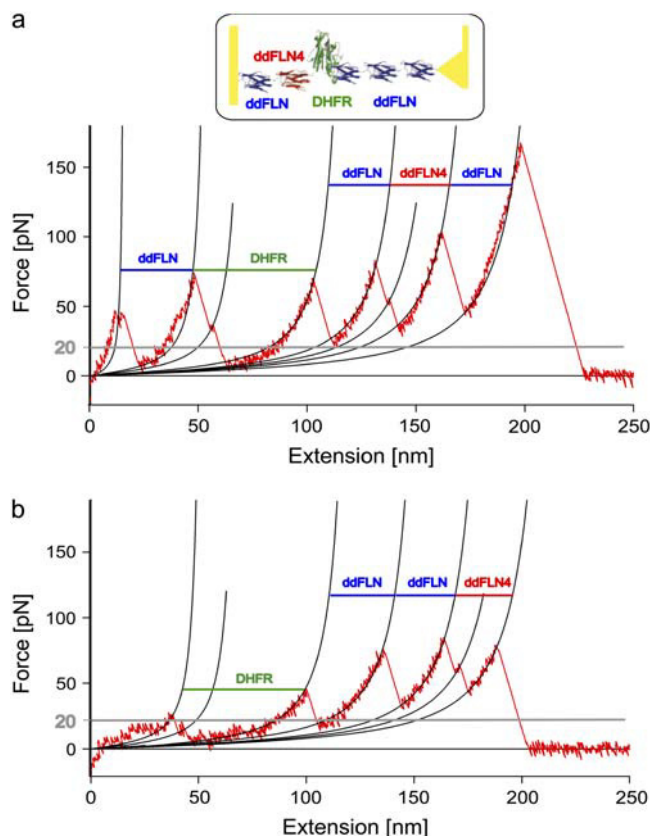 a
ddFLN4
ddFLN DHFR ddFLN
Force [pN]
150
100
50
20
0
ddFLN DHFR
ddFLN ddFLN4 ddFLN
0 50 100 150 200 250
Extension [nm]
b
Force [pN]
150
100
50
20
0
DHFR
ddFLN ddFLN ddFLN4
0 50 100 150 200 250
Extension [nm]